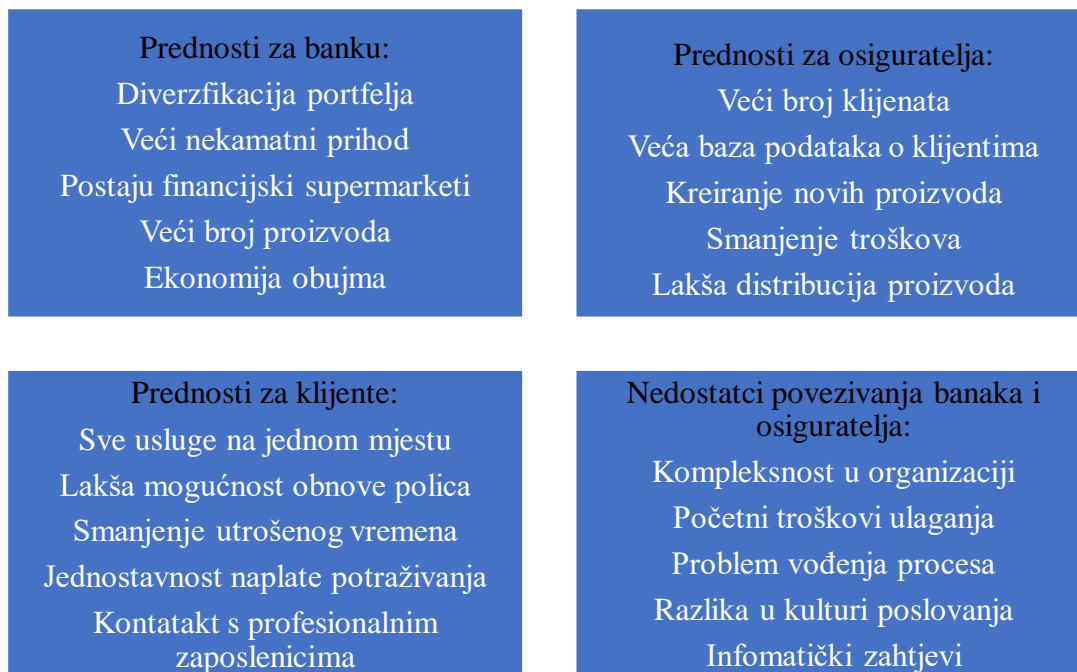 Prednosti za banku:
Diverzfikacija portfelja
Veći nekamatni prihod
Postaju financijski supermarketi
Veći broj proizvoda
Ekonomija obujma
Prednosti za osiguratelja:
Veći broj klijenata
Veća baza podataka o klijentima
Kreiranje novih proizvoda
Smanjenje troškova
Lakša distribucija proizvoda
Prednosti za klijente:
Sve usluge na jednom mjestu
Lakša mogućnost obnove polica
Smanjenje utrošenog vremena
Jednostavnost naplate potraživanja
Kontatakt s profesionalnim
zaposlenicima
Nedostatci povezivanja banaka i
osiguratelja:
Kompleksnost u organizaciji
Početni troškovi ulaganja
Problem vođenja procesa
Razlika u kulturi poslovanja
Infomatički zahtjevi